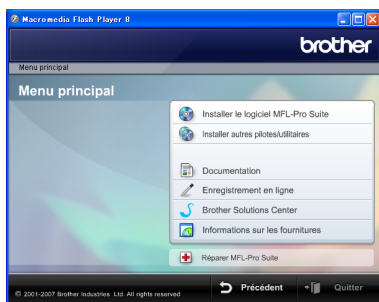 Macromedia Flash Player 8
brother
Menu principal
Menu principal
Installer le logiciel MFL-Pro Suite
Installer autres pilotes/utilitaires
Documentation
Enregistrement en ligne
Brother Solutions Center
Informations sur les fournitures
Réparer MFL-Pro Suite
© 2001-2007 Brother Industries Ltd. All rights reserved
Précédent
Quitter